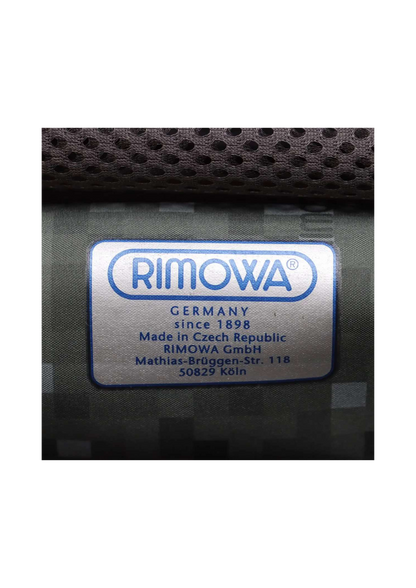 RIMOWA®
GERMANY
since 1898
Made in Czech Republic
RIMOWA GmbH
Mathias-Brüggen-Str. 118
50829 Köln